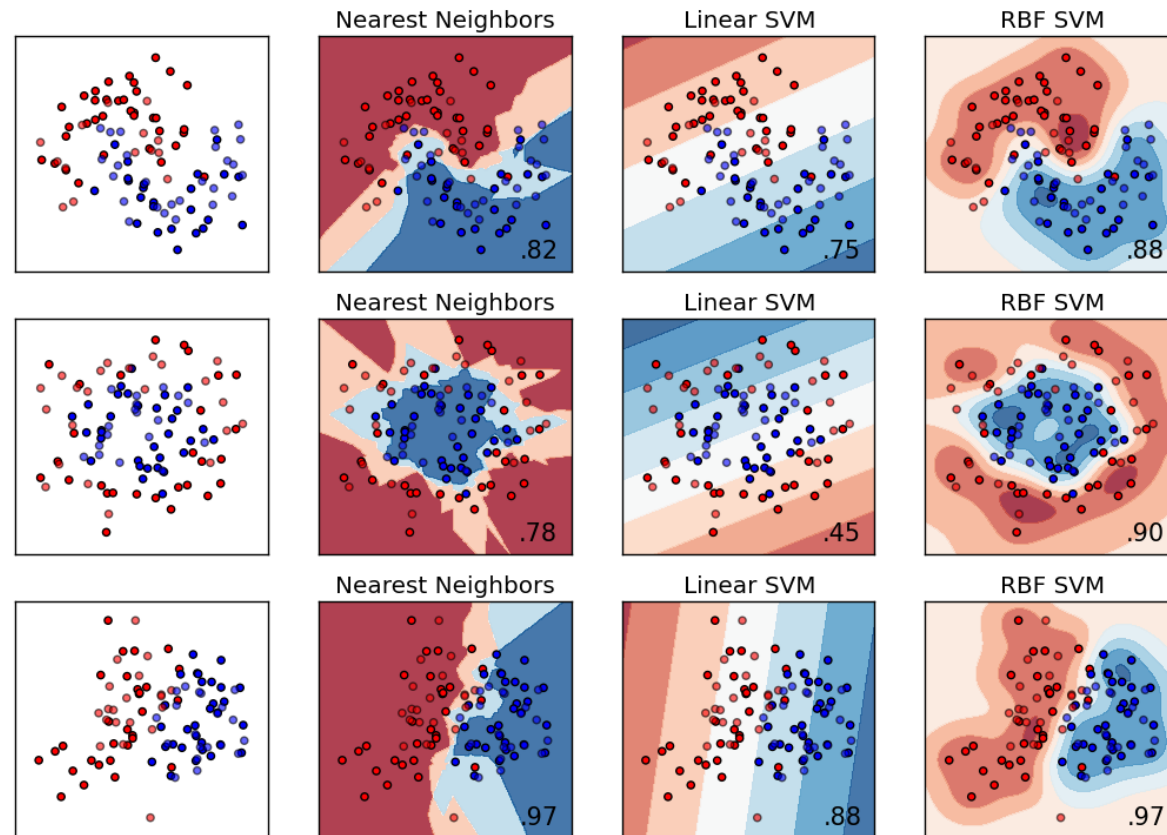 Nearest Neighbors Linear SVM RBF SVM
.82 .75 .88
Nearest Neighbors Linear SVM RBF SVM
.78 .45 .90
Nearest Neighbors Linear SVM RBF SVM
.97 .88 .97